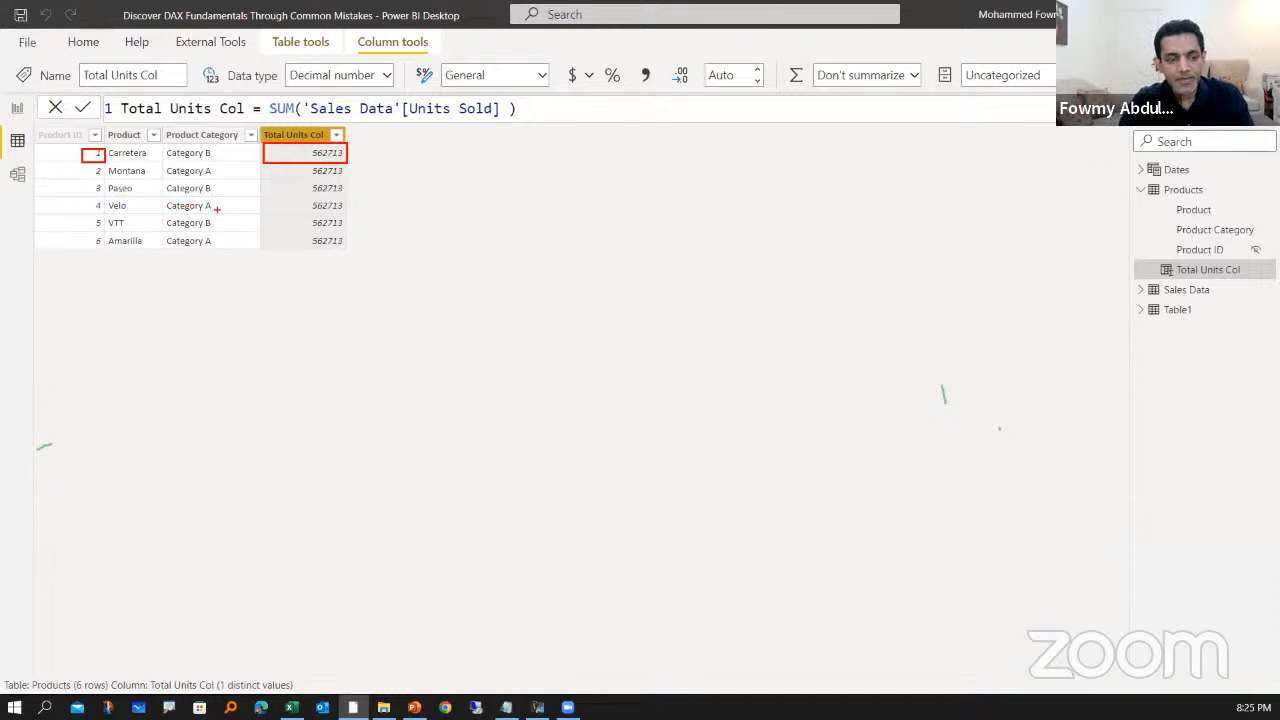 Discover DAX Fundamentals Through Common Mistakes - Power BI Desktop
Search
Mohammed Fowr
File Home Help External Tools Table tools Column tools
Name Total Units Col Data type Decimal number General $ % Auto Σ Don't summarize Uncategorized
Fowmy Abdul...
1 Total Units Col = SUM('Sales Data'[Units Sold] )
Product ID Product Product Category Total Units Col
1 Carretera Category B 562713
2 Montana Category A 562713
3 Paseo Category B 562713
4 Velo Category A 562713
5 VTT Category B 562713
6 Amarilla Category A 562713
Search
Dates
Products
Product
Product Category
Product ID
Total Units Col
Sales Data
Table1
zoom
Table: Products (6 rows) Column: Total Units Col (1 distinct values)
8:25 PM